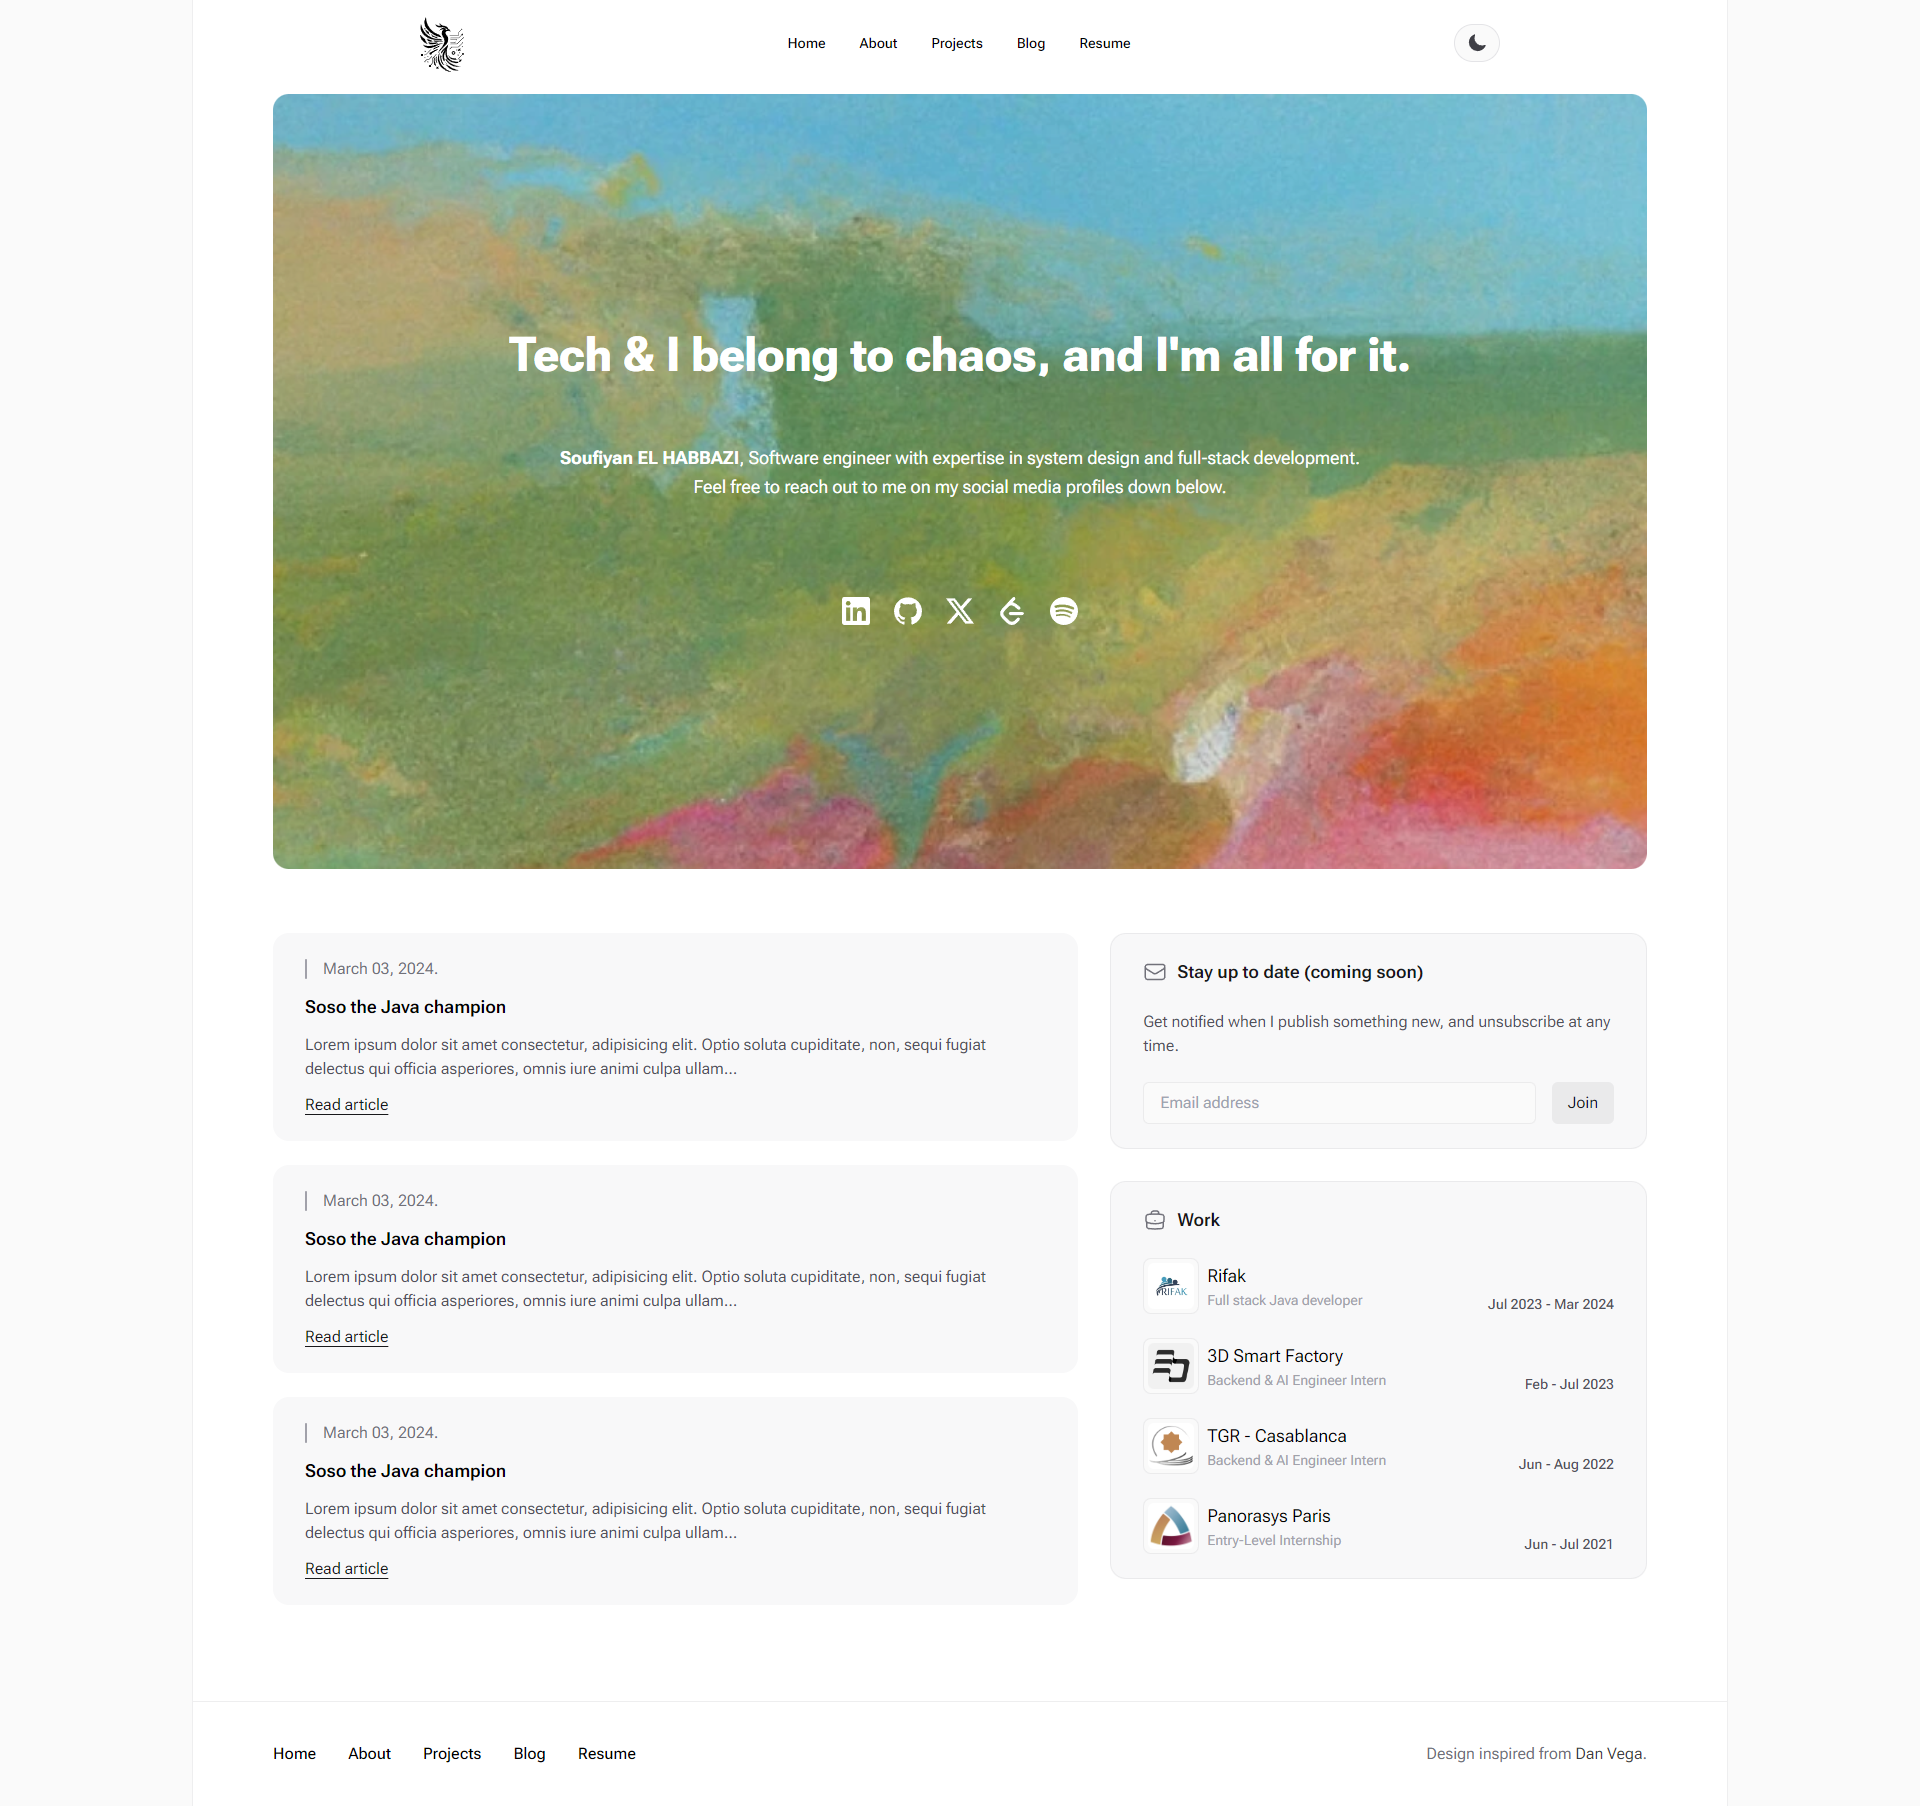 Home About Projects Blog Resume
Tech & I belong to chaos, and I'm all for it.
Soufiyan EL HABBAZI, Software engineer with expertise in system design and full-stack development.
Feel free to reach out to me on my social media profiles down below.
March 03, 2024.
Soso the Java champion
Lorem ipsum dolor sit amet consectetur, adipisicing elit. Optio soluta cupiditate, non, sequi fugiat
delectus qui officia asperiores, omnis iure animi culpa ullam...
Read article
March 03, 2024.
Soso the Java champion
Lorem ipsum dolor sit amet consectetur, adipisicing elit. Optio soluta cupiditate, non, sequi fugiat
delectus qui officia asperiores, omnis iure animi culpa ullam...
Read article
March 03, 2024.
Soso the Java champion
Lorem ipsum dolor sit amet consectetur, adipisicing elit. Optio soluta cupiditate, non, sequi fugiat
delectus qui officia asperiores, omnis iure animi culpa ullam...
Read article
Stay up to date (coming soon)
Get notified when I publish something new, and unsubscribe at any
time.
Email address Join
Work
RIFAK
Rifak
Full stack Java developer Jul 2023 - Mar 2024
3D Smart Factory
Backend & AI Engineer Intern Feb - Jul 2023
TGR - Casablanca
Backend & AI Engineer Intern Jun - Aug 2022
Panorasys Paris
Entry-Level Internship Jun - Jul 2021
Home About Projects Blog Resume Design inspired from Dan Vega.